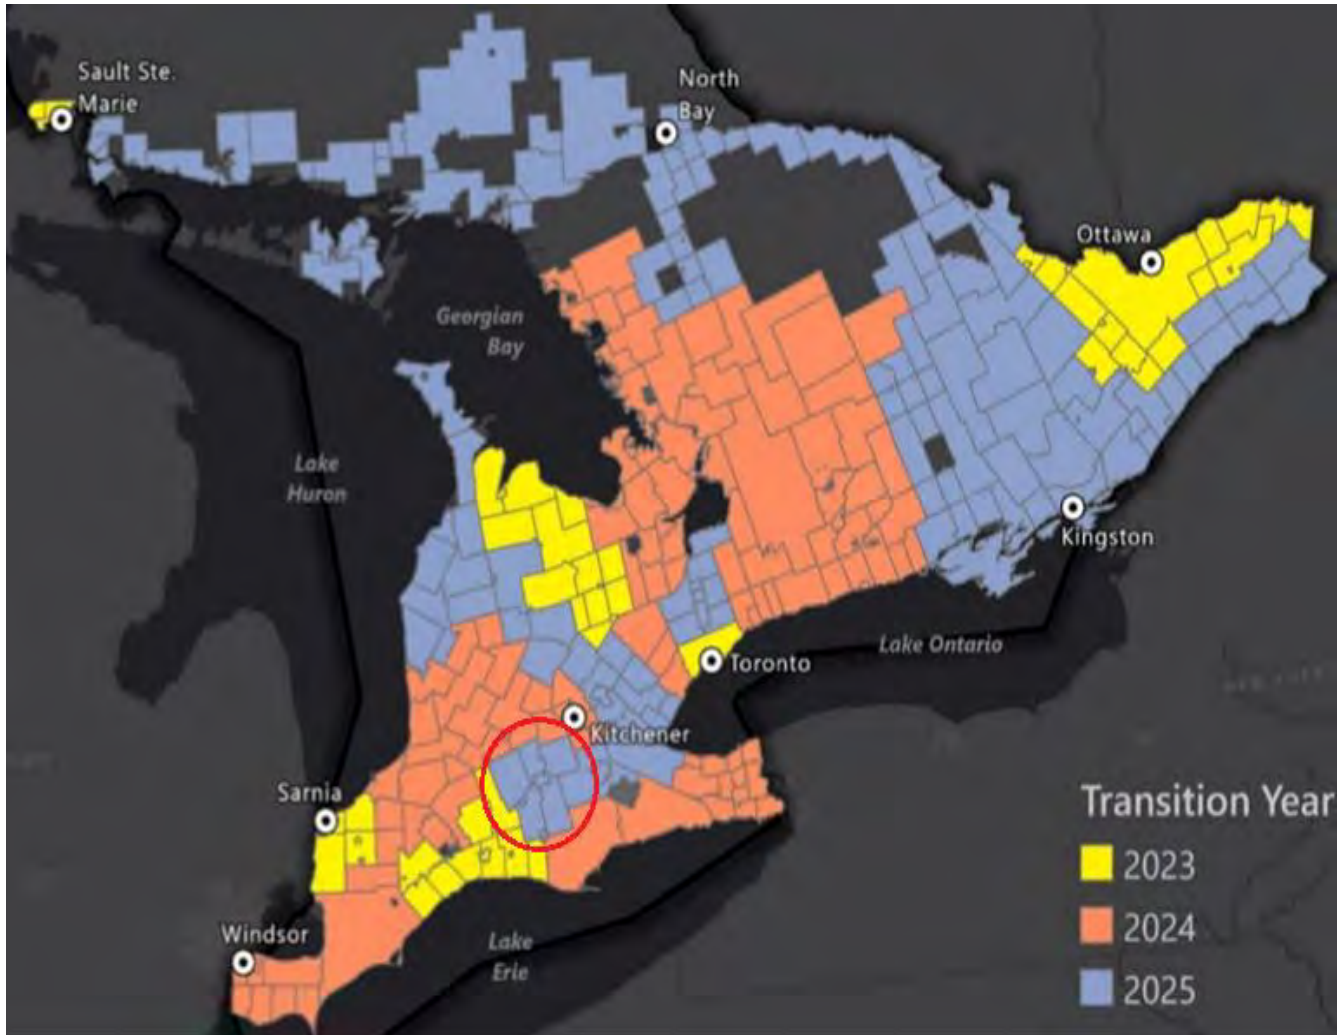 Sault Ste.
Marie
North
Bay
Ottawa
Georgian
Bay
Lake
Huron
Kingston
Lake Ontario
Toronto
Kitchener
Sarnia
Windsor
Lake
Erie
Transition Year
2023
2024
2025